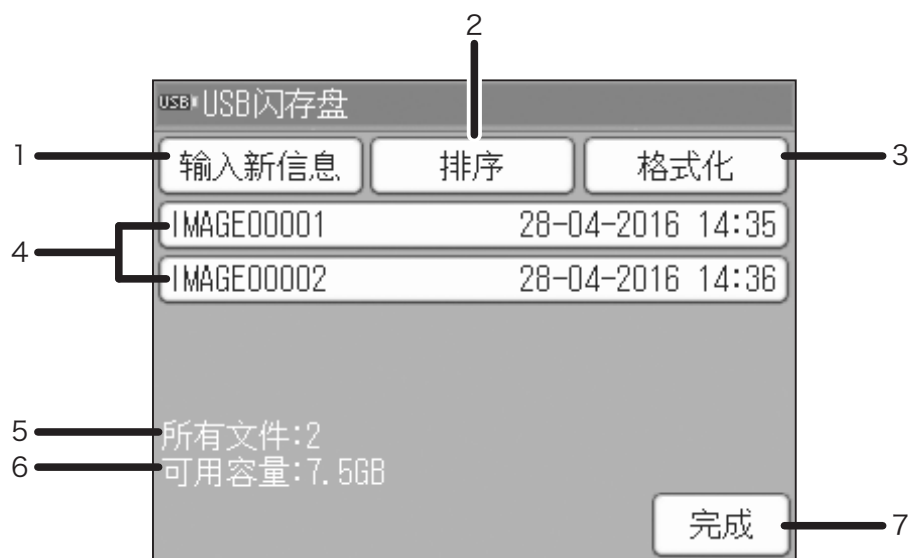 2
USB USB闪存盘
1 输入新信息 排序 格式化 3
IMAGE00001 28-04-2016 14:35
4
IMAGE00002 28-04-2016 14:36
5 所有文件:2
6 可用容量:7.5GB
完成 7